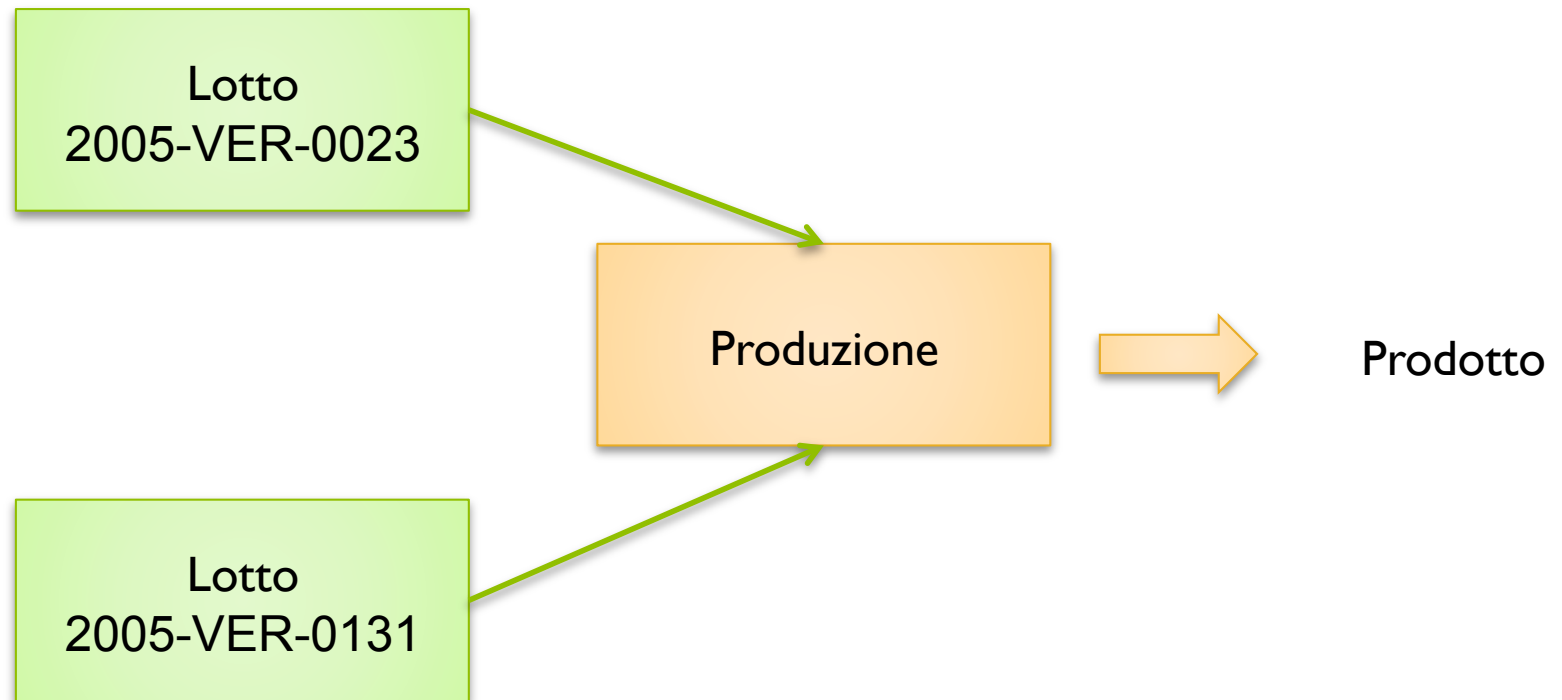 Lotto
2005-VER-0023
Produzione
Prodotto
Lotto
2005-VER-0131